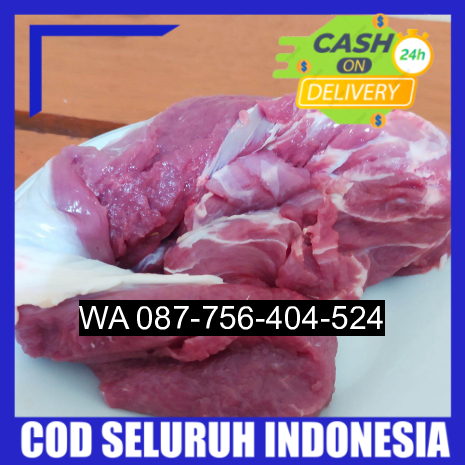 CASH
ON
DELIVERY
24h
WA 087-756-404-524
COD SELURUH INDONESIA